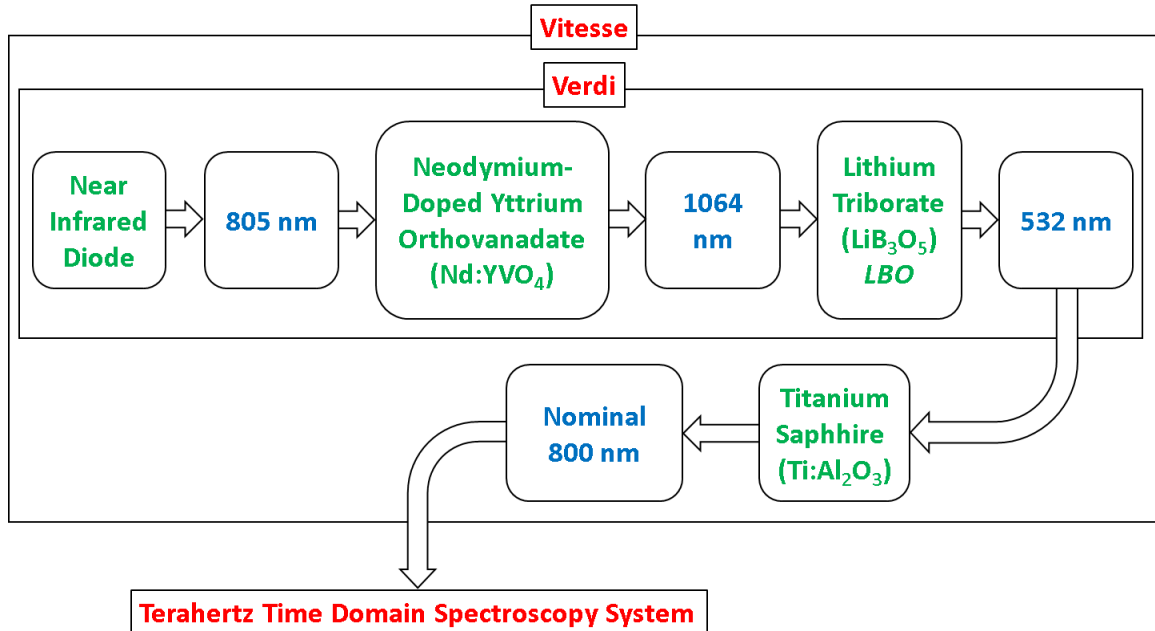 Vitesse
Verdi
Near
Infrared
Diode
805 nm
Neodymium-
Doped Yttrium
Orthovanadate
(Nd:YVO₄)
1064
nm
Lithium
Triborate
(LiB₃O₅)
LBO
532 nm
Titanium
Saphhire
(Ti:Al₂O₃)
Nominal
800 nm
Terahertz Time Domain Spectroscopy System